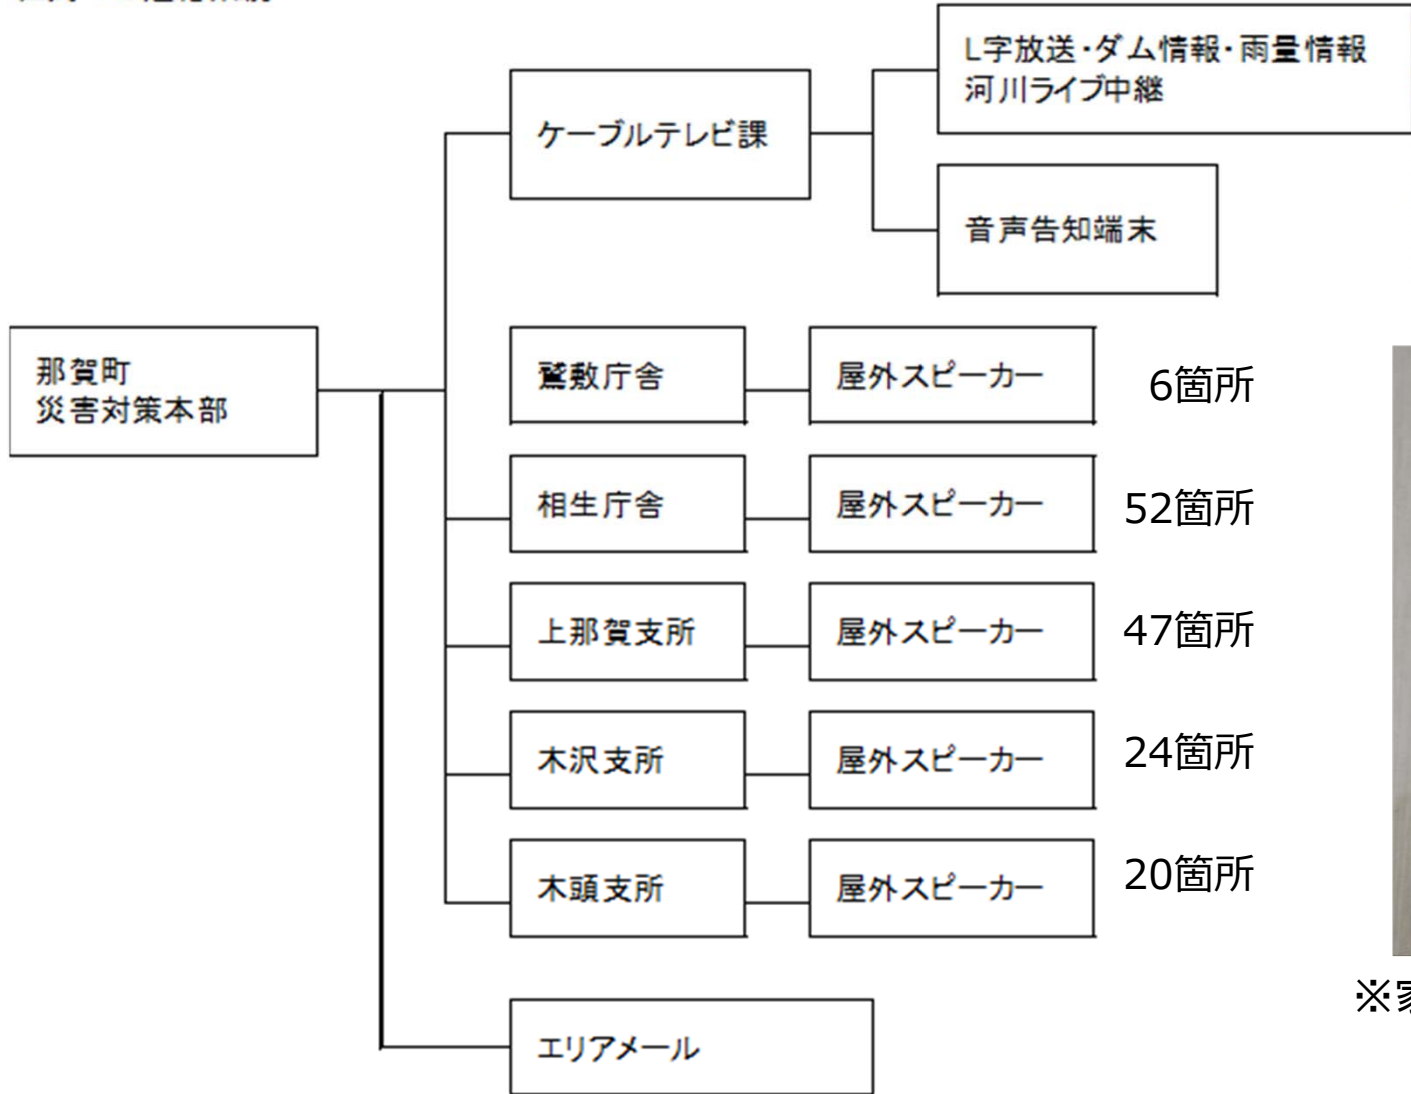 L字放送・ダム情報・雨量情報
河川ライブ中継
ケーブルテレビ課
音声告知端末
那賀町
災害対策本部
鷲敷庁舎
屋外スピーカー
6箇所
相生庁舎
屋外スピーカー
52箇所
上那賀支所
屋外スピーカー
47箇所
木沢支所
屋外スピーカー
24箇所
木頭支所
屋外スピーカー
20箇所
※家
エリアメール